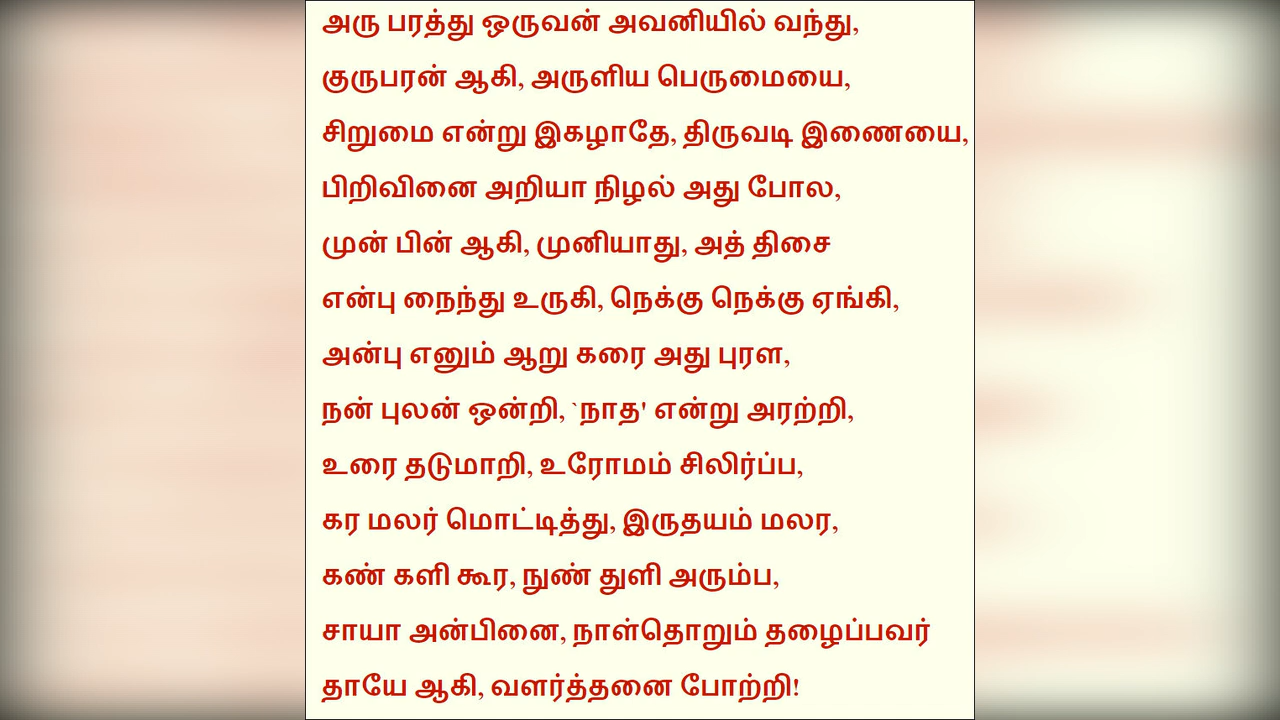 அரு பரத்து ஒருவன் அவனியில் வந்து,
குருபரன் ஆகி, அருளிய பெருமையை,
சிறுமை என்று இகழாதே, திருவடி இணையை,
பிறிவினை அறியா நிழல் அது போல,
முன் பின் ஆகி, முனியாது, அத் திசை
என்பு நைந்து உருகி, நெக்கு நெக்கு ஏங்கி,
அன்பு எனும் ஆறு கரை அது புரள,
நன் புலன் ஒன்றி, `நாத' என்று அரற்றி,
உரை தடுமாறி, உரோமம் சிலிர்ப்ப,
கர மலர் மொட்டித்து, இருதயம் மலர,
கண் களி கூர, நுண் துளி அரும்ப,
சாயா அன்பினை, நாள்தொறும் தழைப்பவர்
தாயே ஆகி, வளர்த்தனை போற்றி!